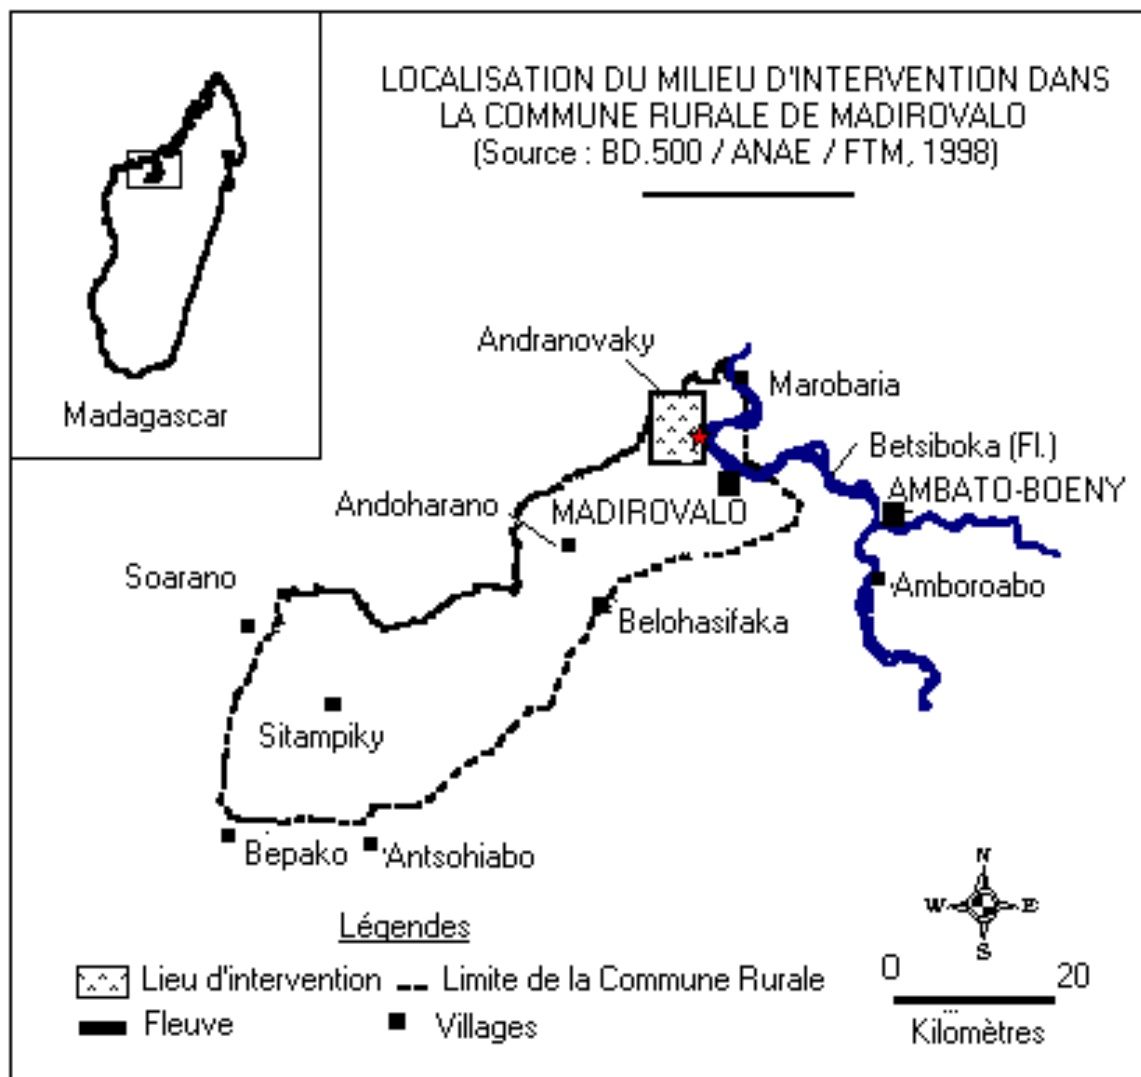 LOCALISATION DU MILIEU D'INTERVENTION DANS
LA COMMUNE RURALE DE MADIROVALO
(Source : BD.500 / ANAE / FTM, 1998)
Madagascar
Andranovaky
Marobaria
Betsiboka (Fl.)
AMBATO-BOENY
Andoharano
MADIROVALO
Soarano
'Amboroabo
Belohasifaka
Sitampiky
Bepako
'Antsohiabo
N
W
E
S
Légendes
Lieu d'intervention
Limite de la Commune Rurale
Fleuve
Villages
0
20
Kilomètres